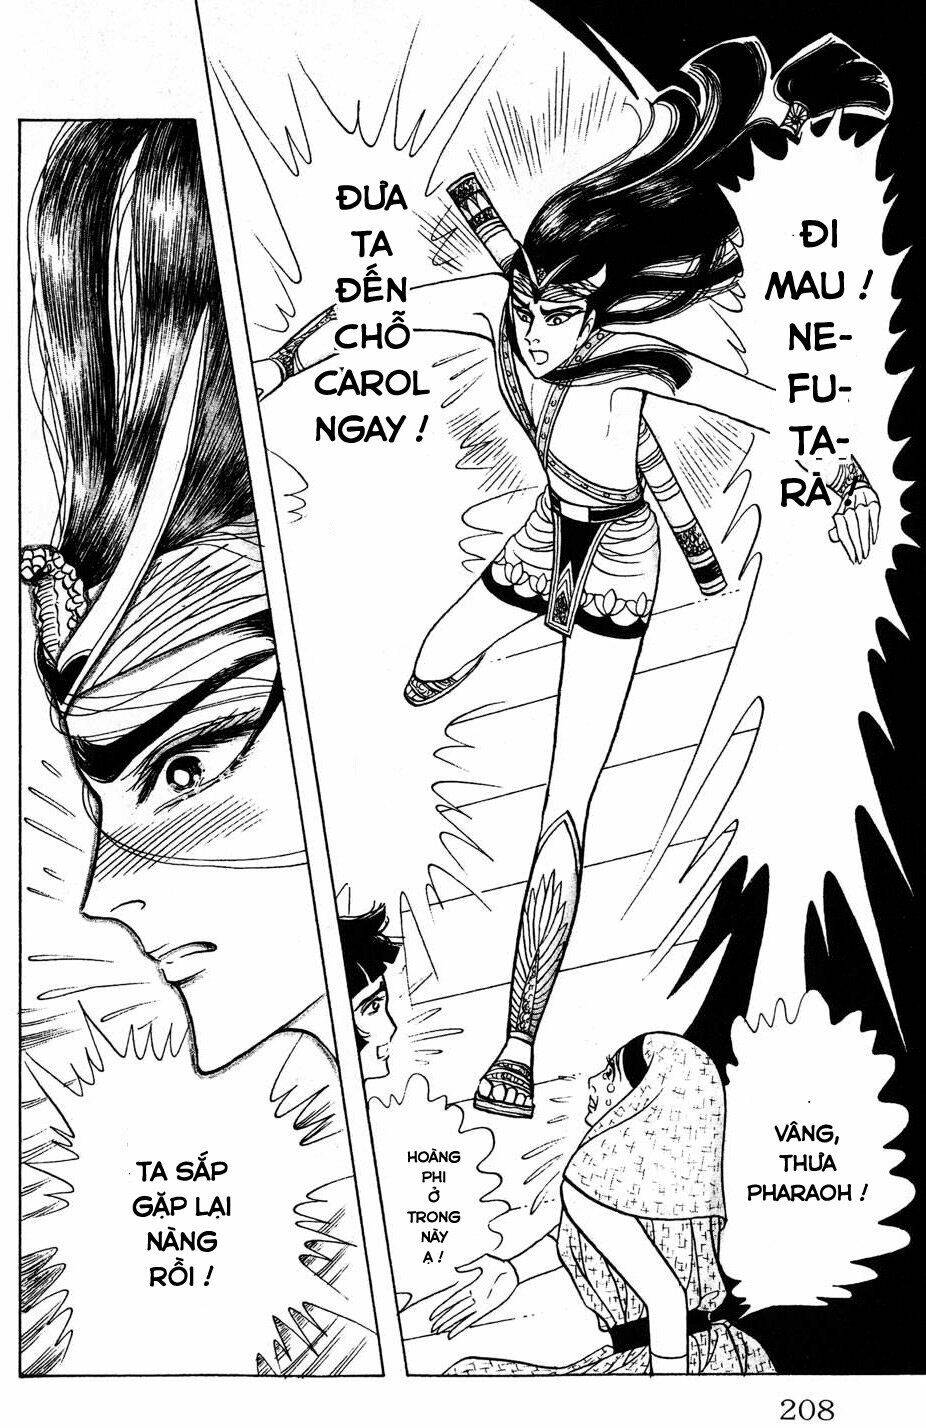 ĐI
MAU !
NE-
FU-
TA-
RÀ !
ĐƯA
TA
ĐẾN
CHỖ
CAROL
NGAY !
VÂNG,
THƯA
PHARAOH !
HOÀNG
PHI
Ở
TRONG
NÀY
Ạ !
TA SẮP
GẶP LẠI
NÀNG
RỒI !
208